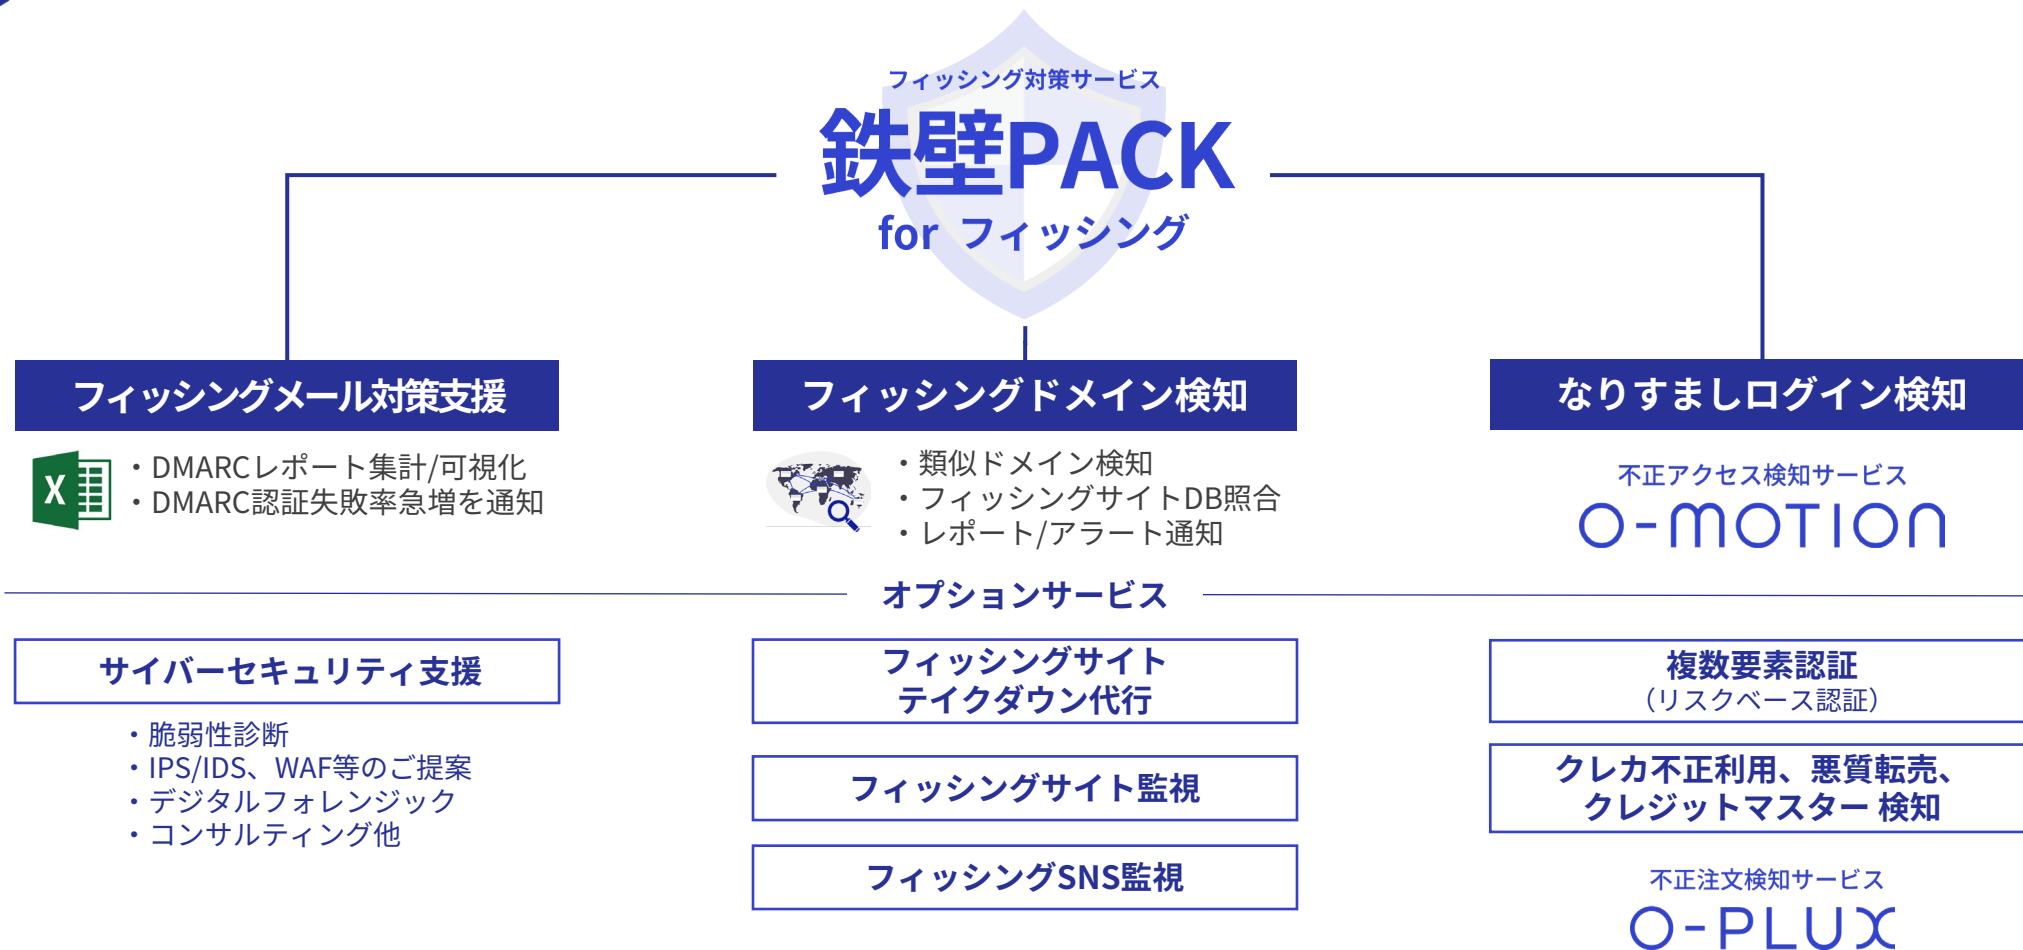 フィッシング対策サービス
鉄壁PACK
for フィッシング
フィッシングメール対策支援
X
・DMARCレポート集計/可視化
・DMARC認証失敗率急増を通知
フィッシングドメイン検知
・類似ドメイン検知
・フィッシングサイトDB照合
・レポート/アラート通知
なりすましログイン検知
不正アクセス検知サービス
O-MOTION
オプションサービス
サイバーセキュリティ支援
・脆弱性診断
・IPS/IDS、WAF等のご提案
・デジタルフォレンジック
・コンサルティング他
フィッシングサイト
テイクダウン代行
フィッシングサイト監視
フィッシングSNS監視
複数要素認証
（リスクベース認証）
クレカ不正利用、悪質転売、
クレジットマスター 検知
不正注文検知サービス
O-PLUX